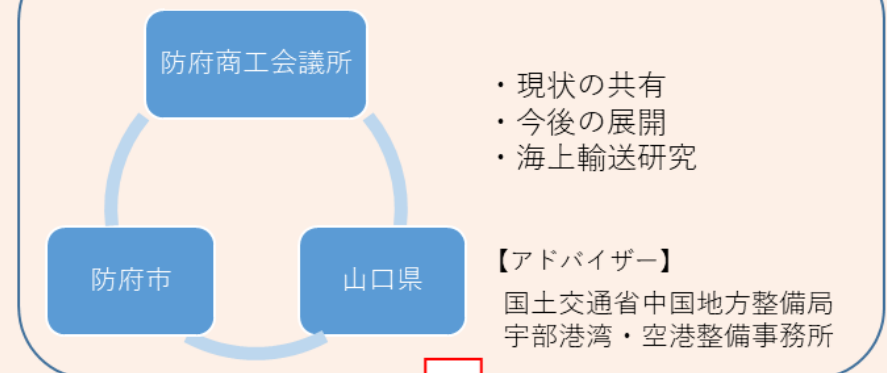 防府商工会議所
・現状の共有
・今後の展開
・海上輸送研究
防府市
山口県
【アドバイザー】
国土交通省中国地方整備局
宇部港湾・空港整備事務所